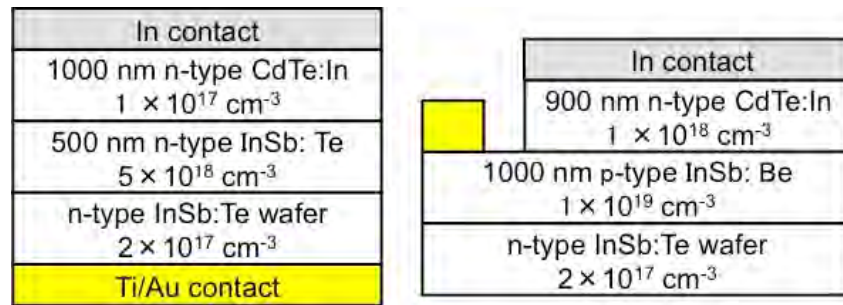 In contact
1000 nm n-type CdTe:In
1 × 10¹⁷ cm⁻³
500 nm n-type InSb: Te
5 × 10¹⁸ cm⁻³
n-type InSb:Te wafer
2 × 10¹⁷ cm⁻³
Ti/Au contact
In contact
900 nm n-type CdTe:In
1 × 10¹⁸ cm⁻³
1000 nm p-type InSb: Be
1 × 10¹⁹ cm⁻³
n-type InSb:Te wafer
2 × 10¹⁷ cm⁻³